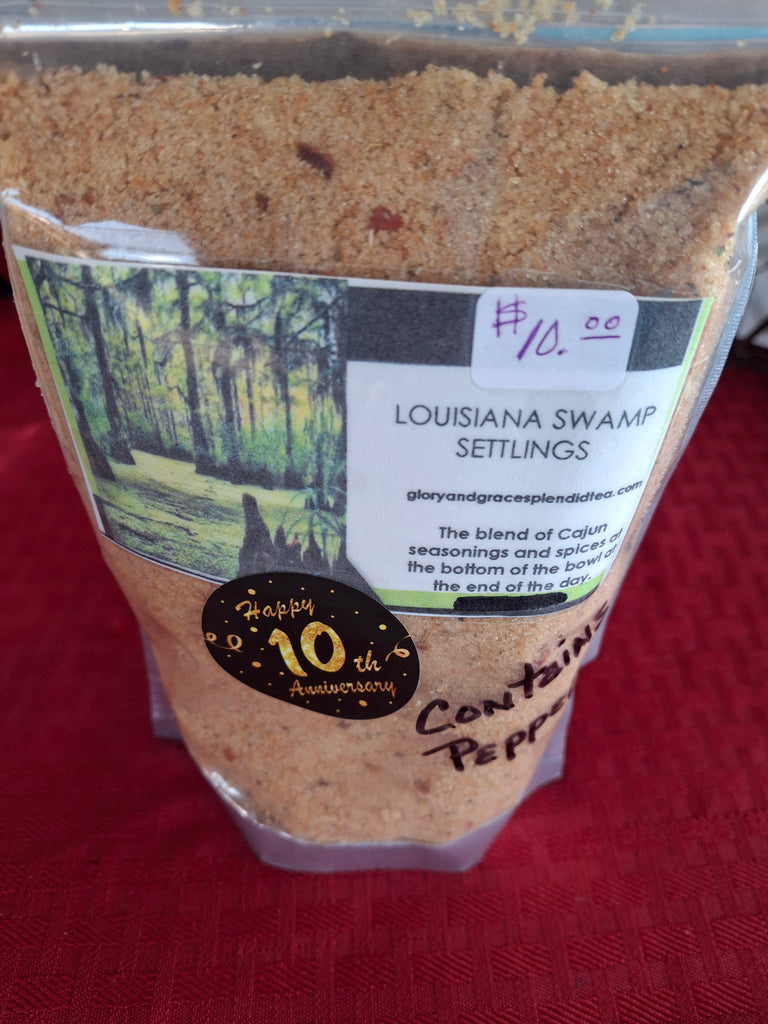 $10.00
LOUISIANA SWAMP
SETTLINGS
gloryandgracesplendidtea.com
The blend of Cajun
seasonings and spices at
the bottom of the bowl at
the end of the day.
Happy
10th
Anniversary
CONTAINS
PEPPER